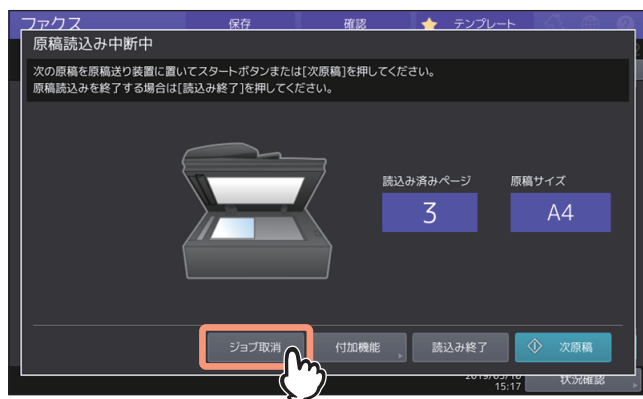 ファクス 保存 確認 テンプレート
原稿読込み中断中
次の原稿を原稿送り装置に置いてスタートボタンまたは[次原稿]を押してください。
原稿読込みを終了する場合は[読込み終了]を押してください。
読込み済みページ 原稿サイズ
3 A4
ジョブ取消 付加機能 読込み終了 次原稿
15:17 状況確認